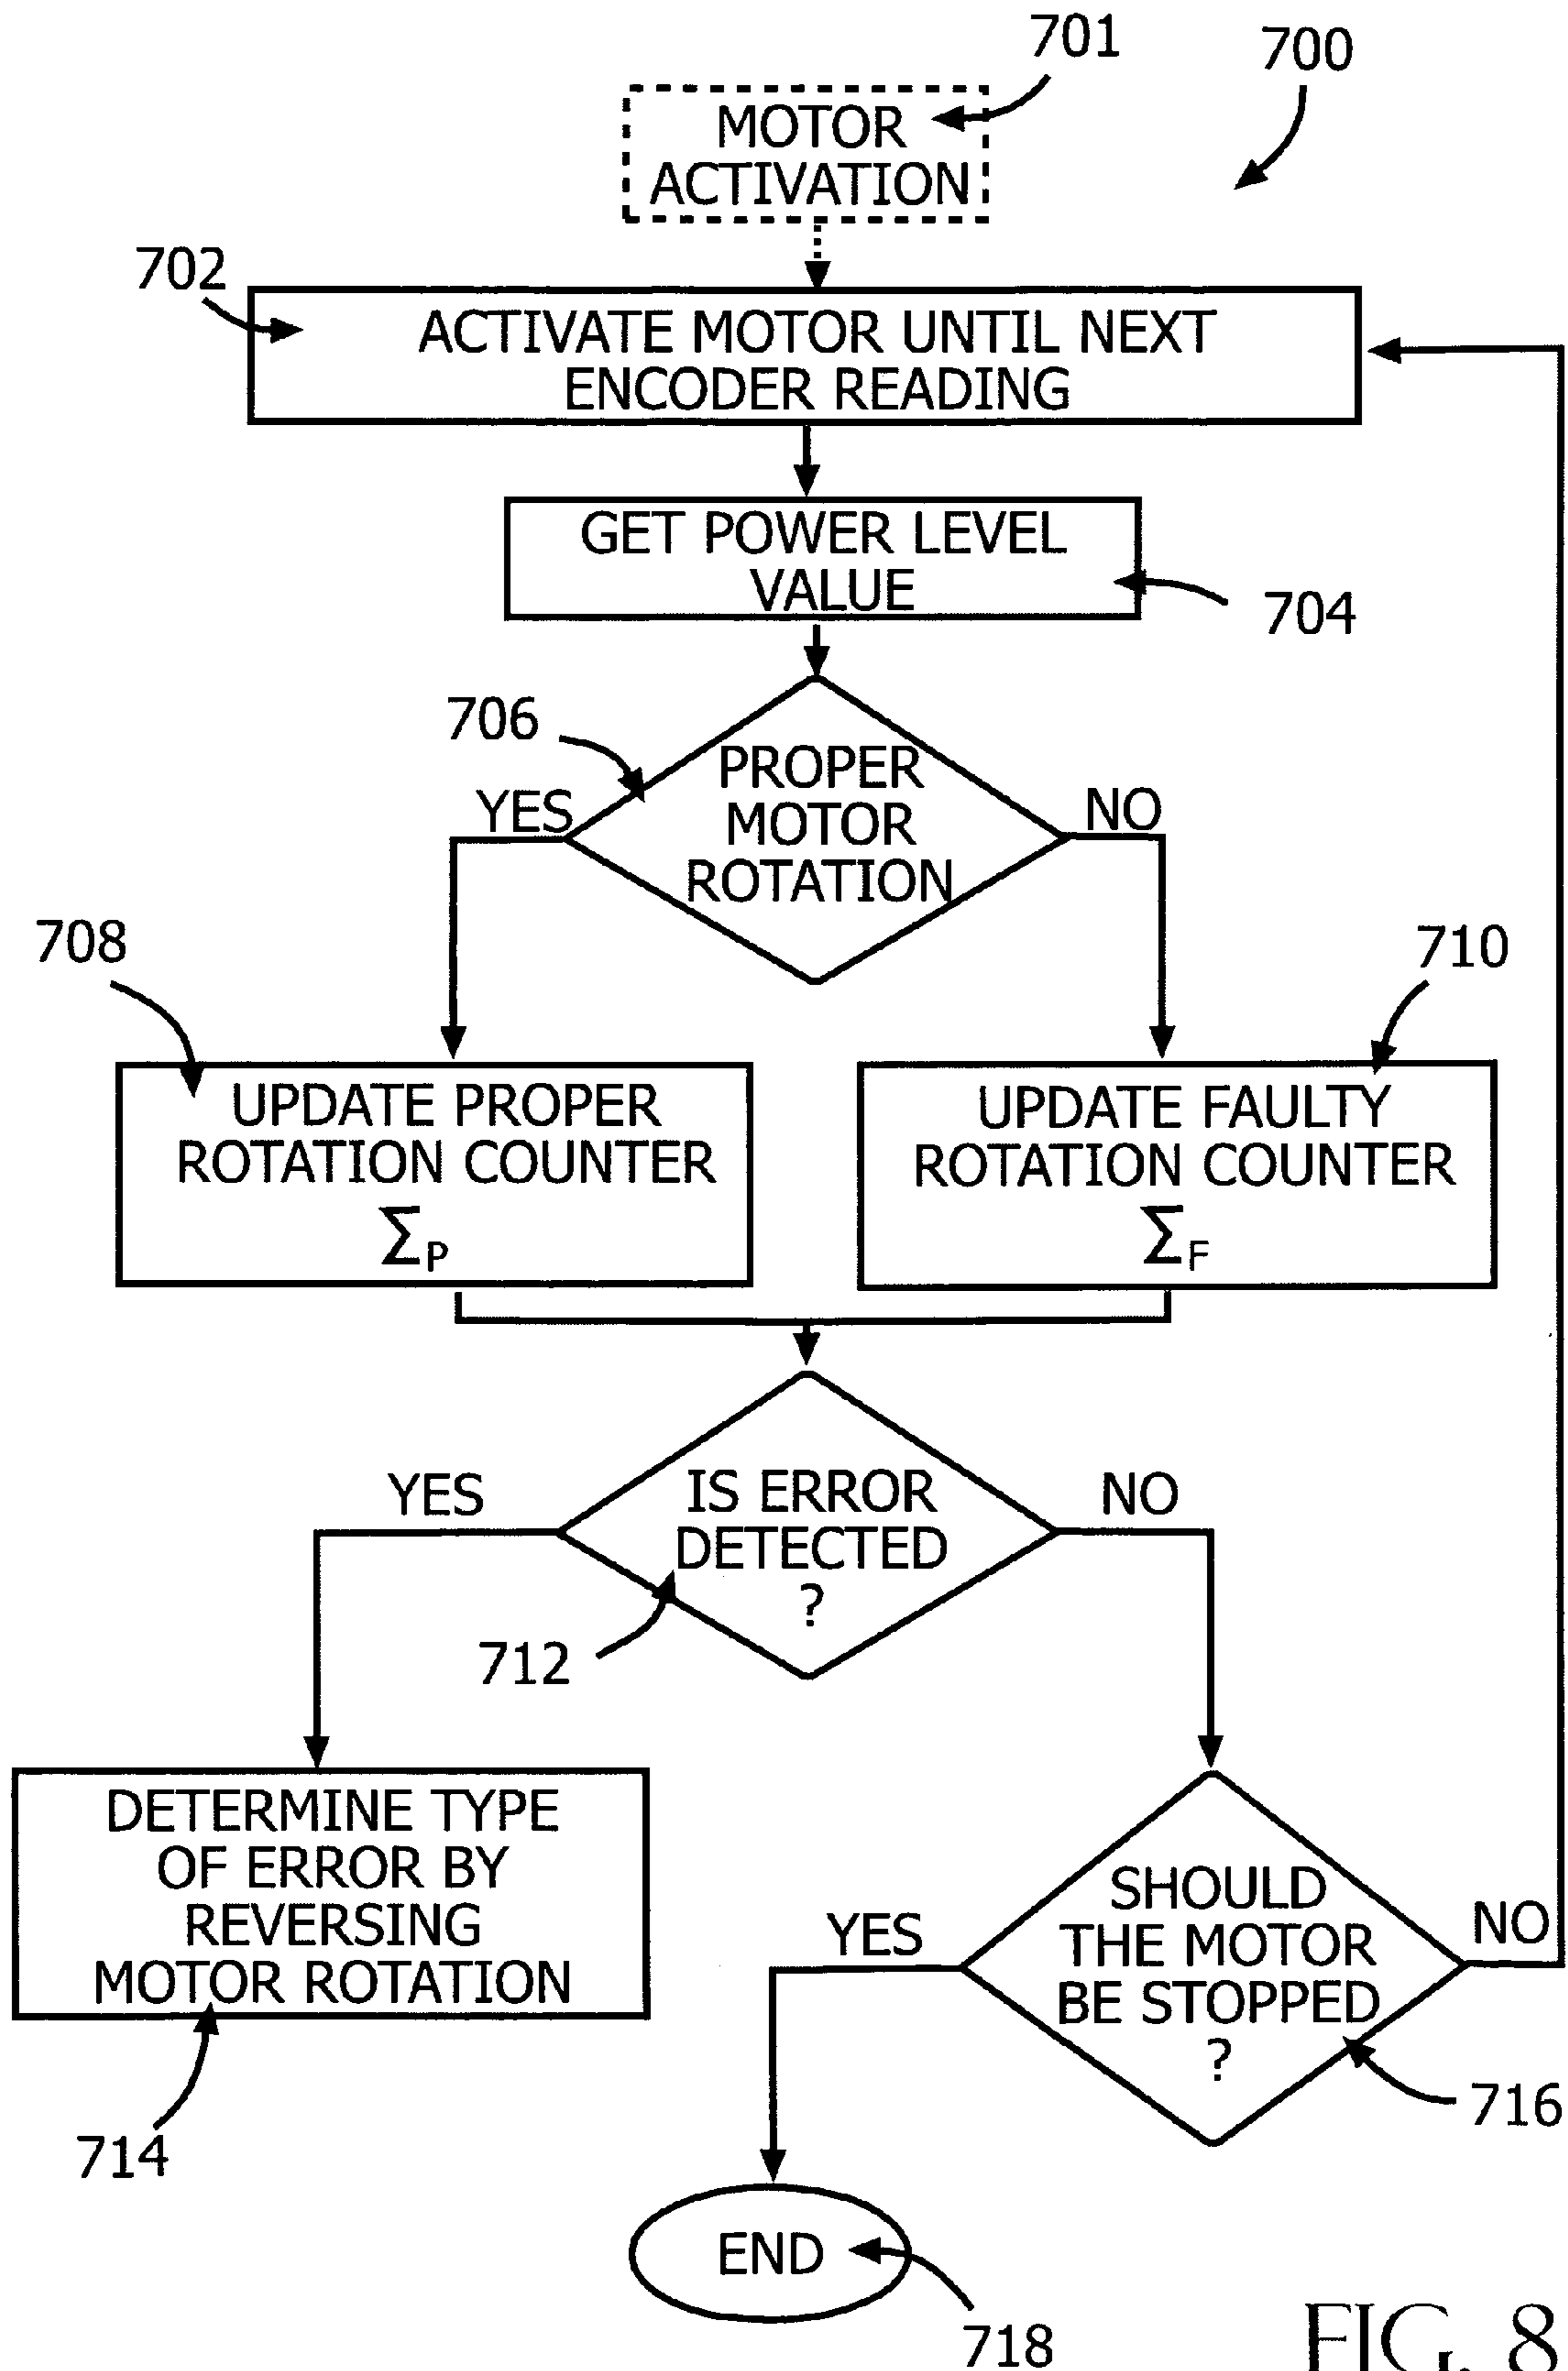 701
700
MOTOR
ACTIVATION
702
ACTIVATE MOTOR UNTIL NEXT
ENCODER READING
GET POWER LEVEL
VALUE
704
706
PROPER
MOTOR
ROTATION
YES
NO
708
710
UPDATE PROPER
ROTATION COUNTER
ΣP
UPDATE FAULTY
ROTATION COUNTER
ΣF
YES
IS ERROR
DETECTED
?
NO
712
DETERMINE TYPE
OF ERROR BY
REVERSING
MOTOR ROTATION
714
YES
SHOULD
THE MOTOR
BE STOPPED
?
NO
716
END
718
FIG. 8